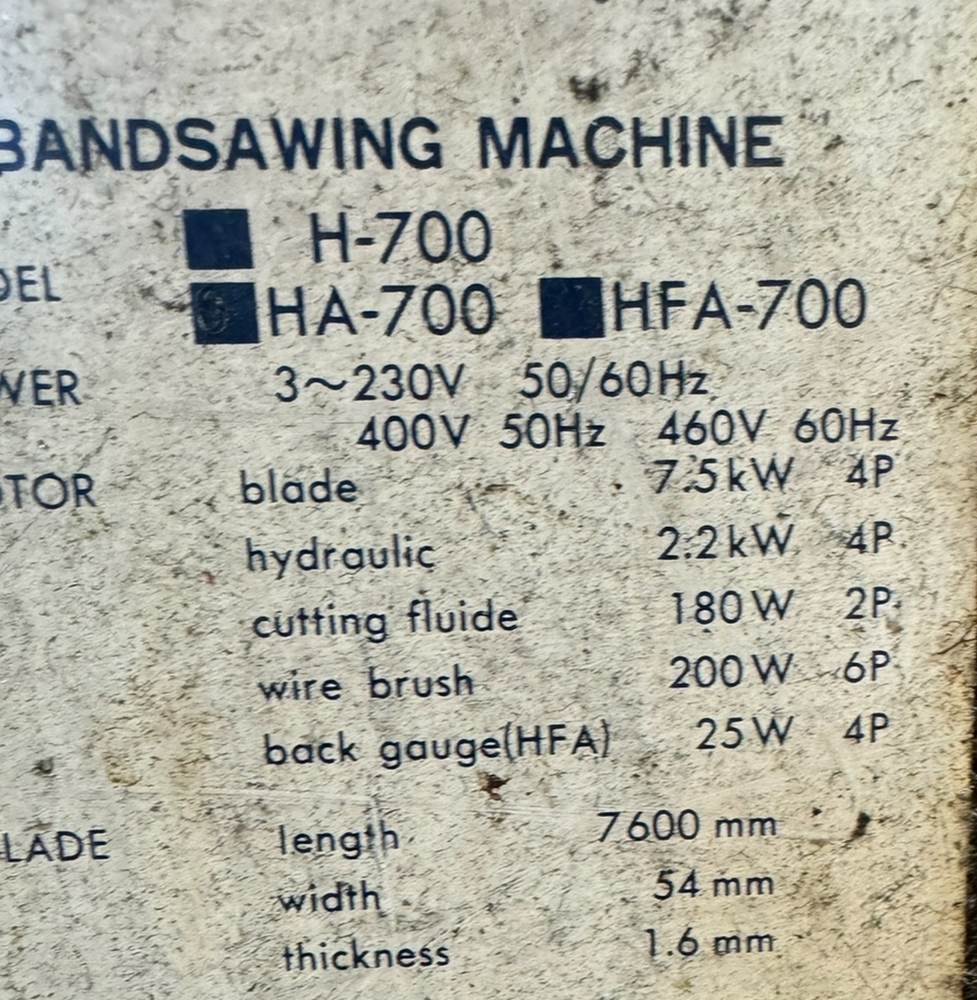 BANDSAWING MACHINE
H-700
DEL
HA-700 HFA-700
WER 3~230V 50/60Hz
400V 50Hz 460V 60Hz
OTOR blade 7.5kW 4P
hydraulic 2.2kW 4P
cutting fluide 180W 2P
wire brush 200W 6P
back gauge(HFA) 25W 4P
LADE length 7600 mm
width 54 mm
thickness 1.6 mm